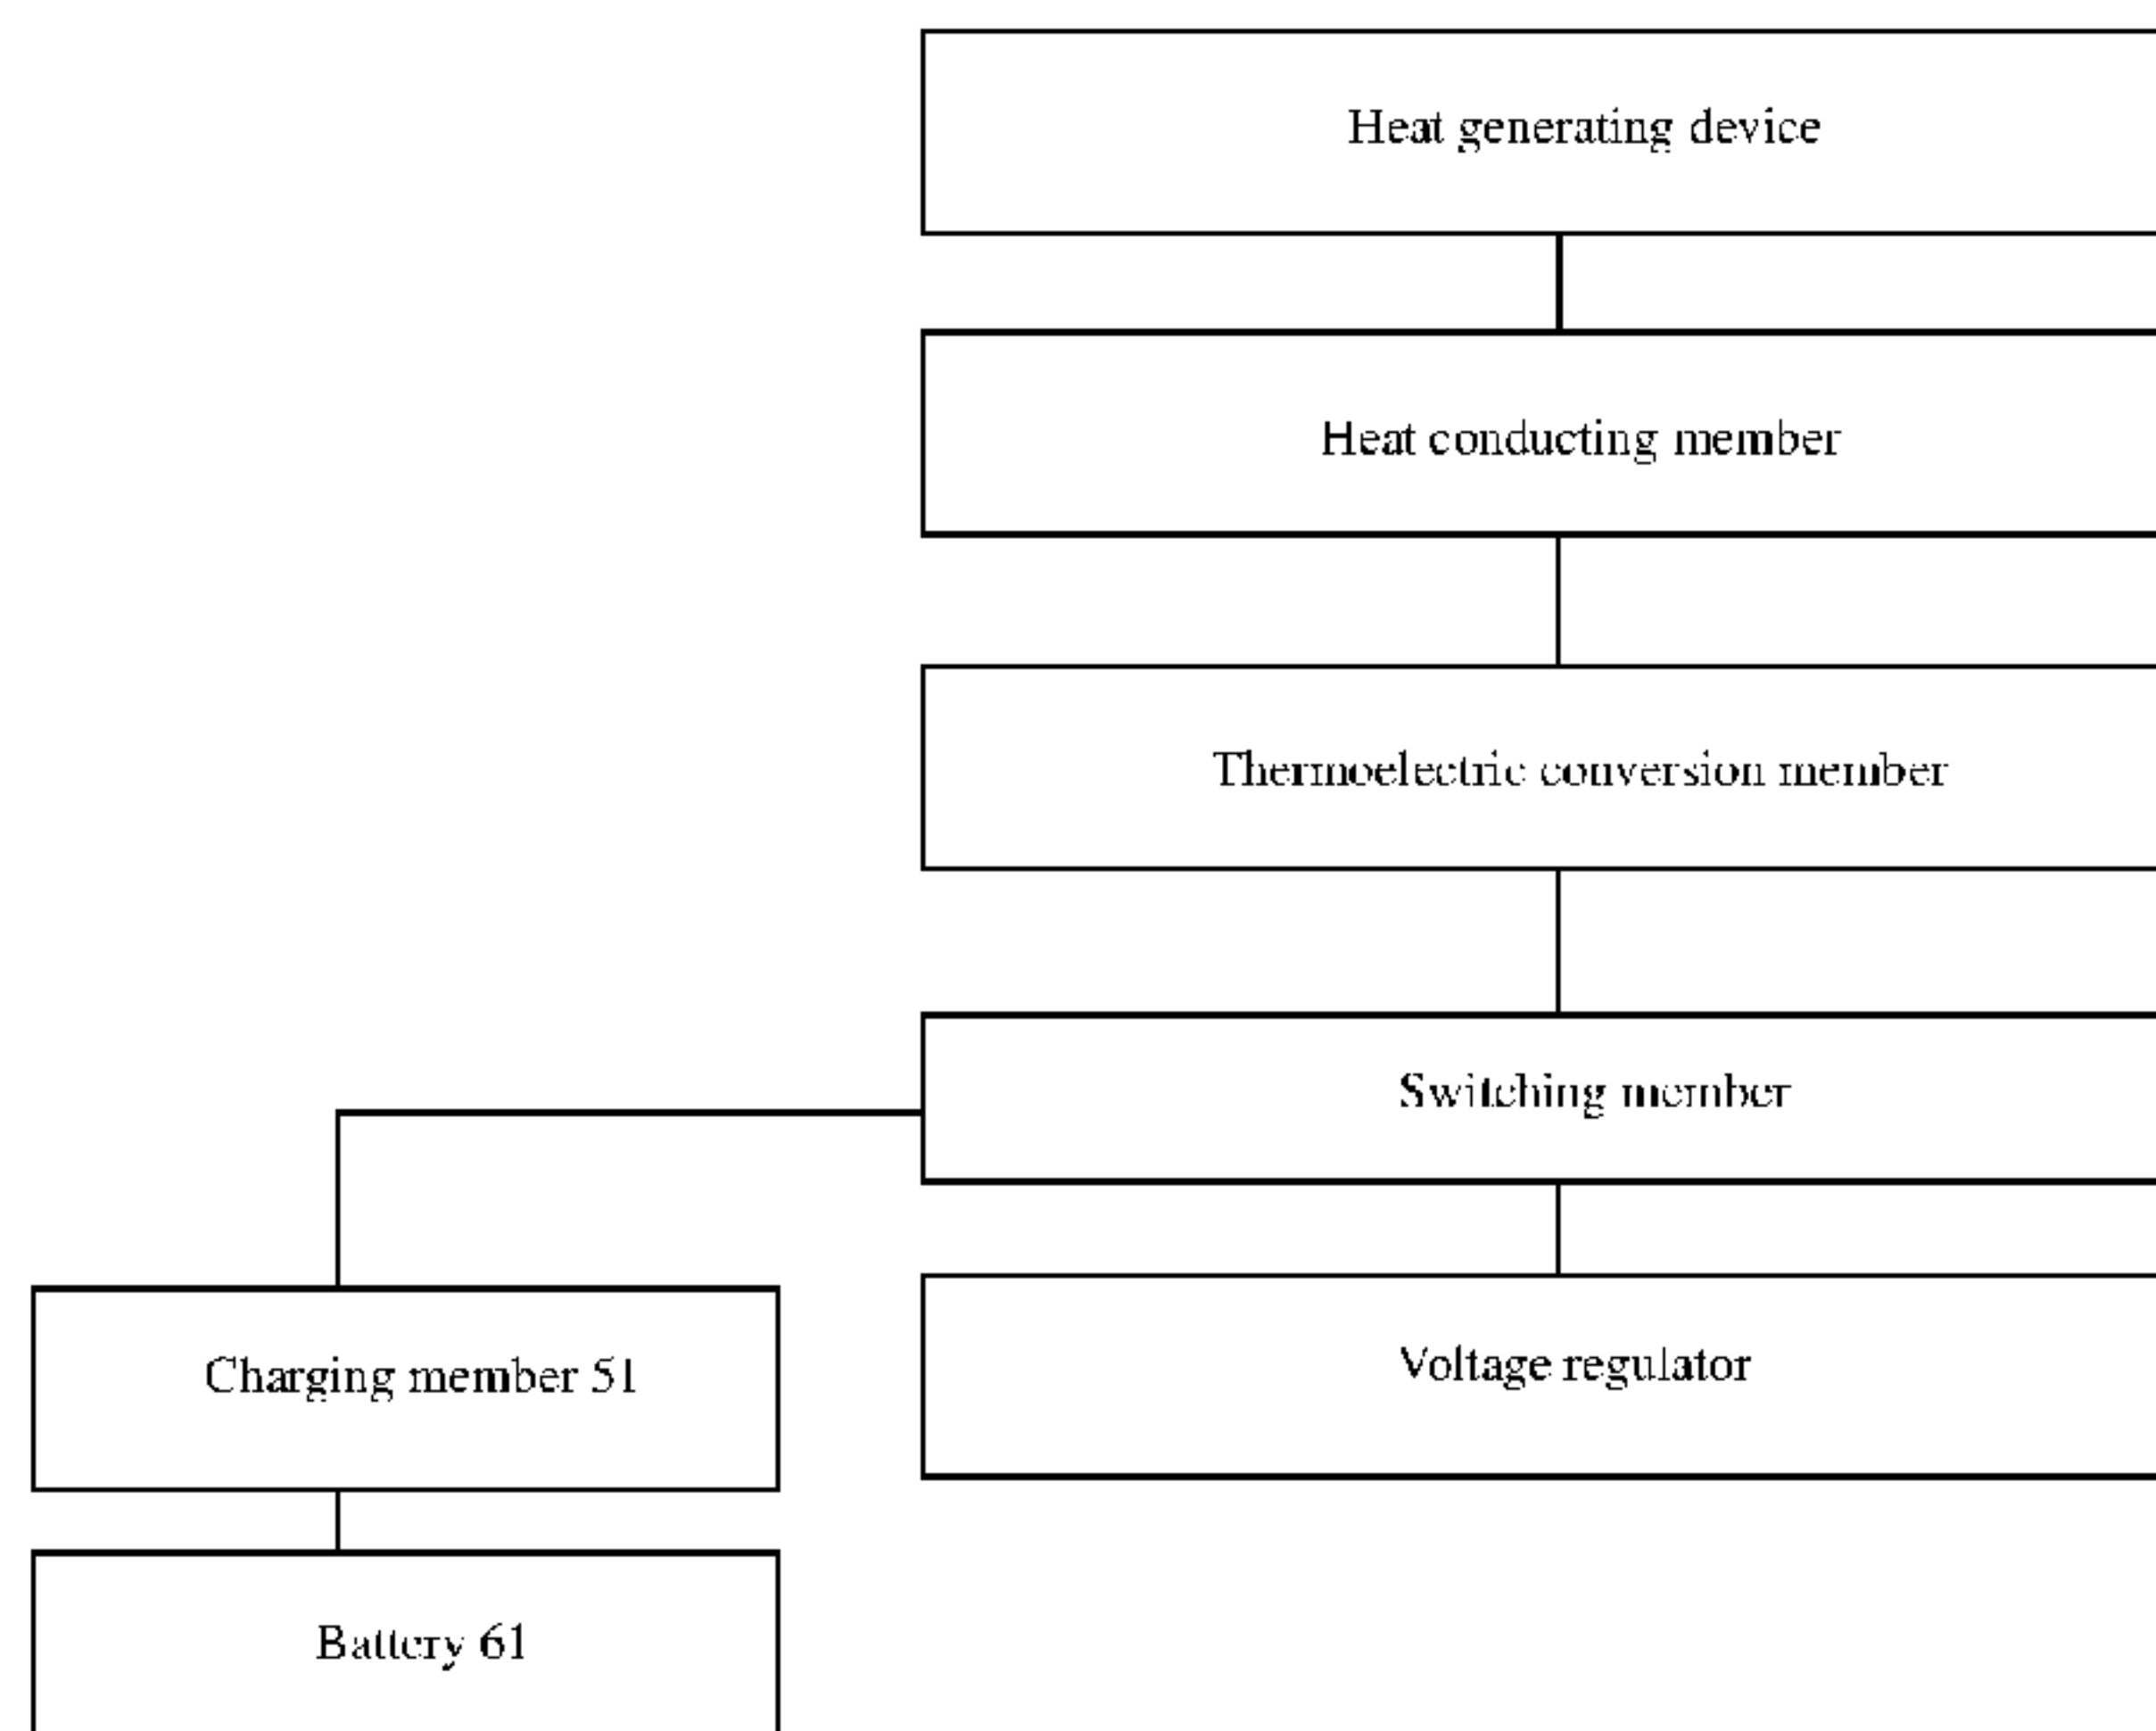 Heat generating device
Heat conducting member
Thermoelectric conversion member
Switching member
Voltage regulator
Charging member 51
Battery 61